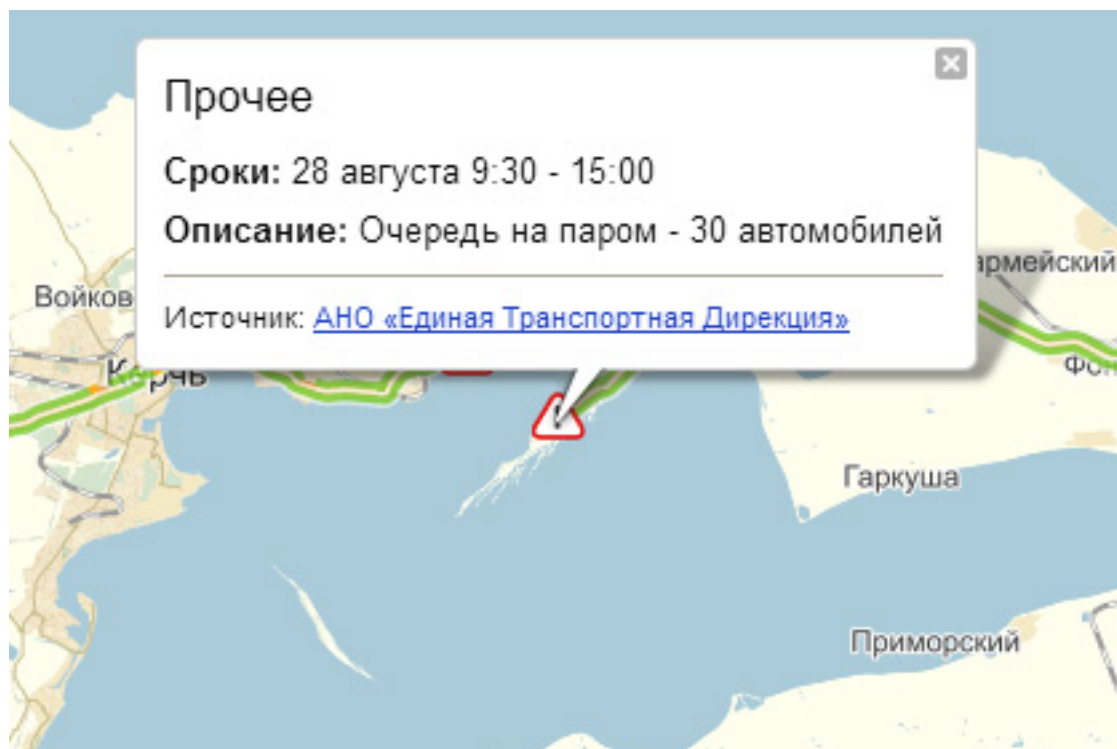 Прочее
Сроки: 28 августа 9:30 - 15:00
Описание: Очередь на паром - 30 автомобилей
Источник: АНО «Единая Транспортная Дирекция»
армейский
Войков
Керчь
Фон
Гаркуша
Приморский